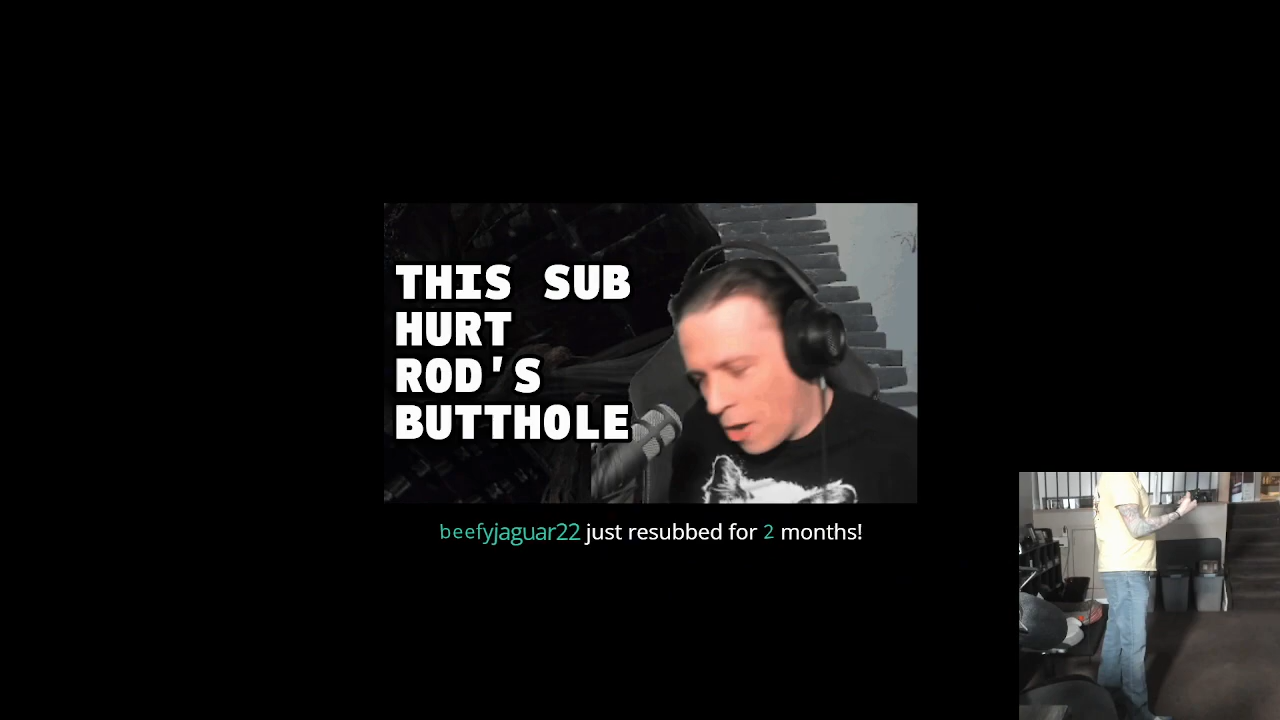 THIS SUB
HURT
ROD'S
BUTTHOLE
beefyjaguar22 just resubbed for 2 months!